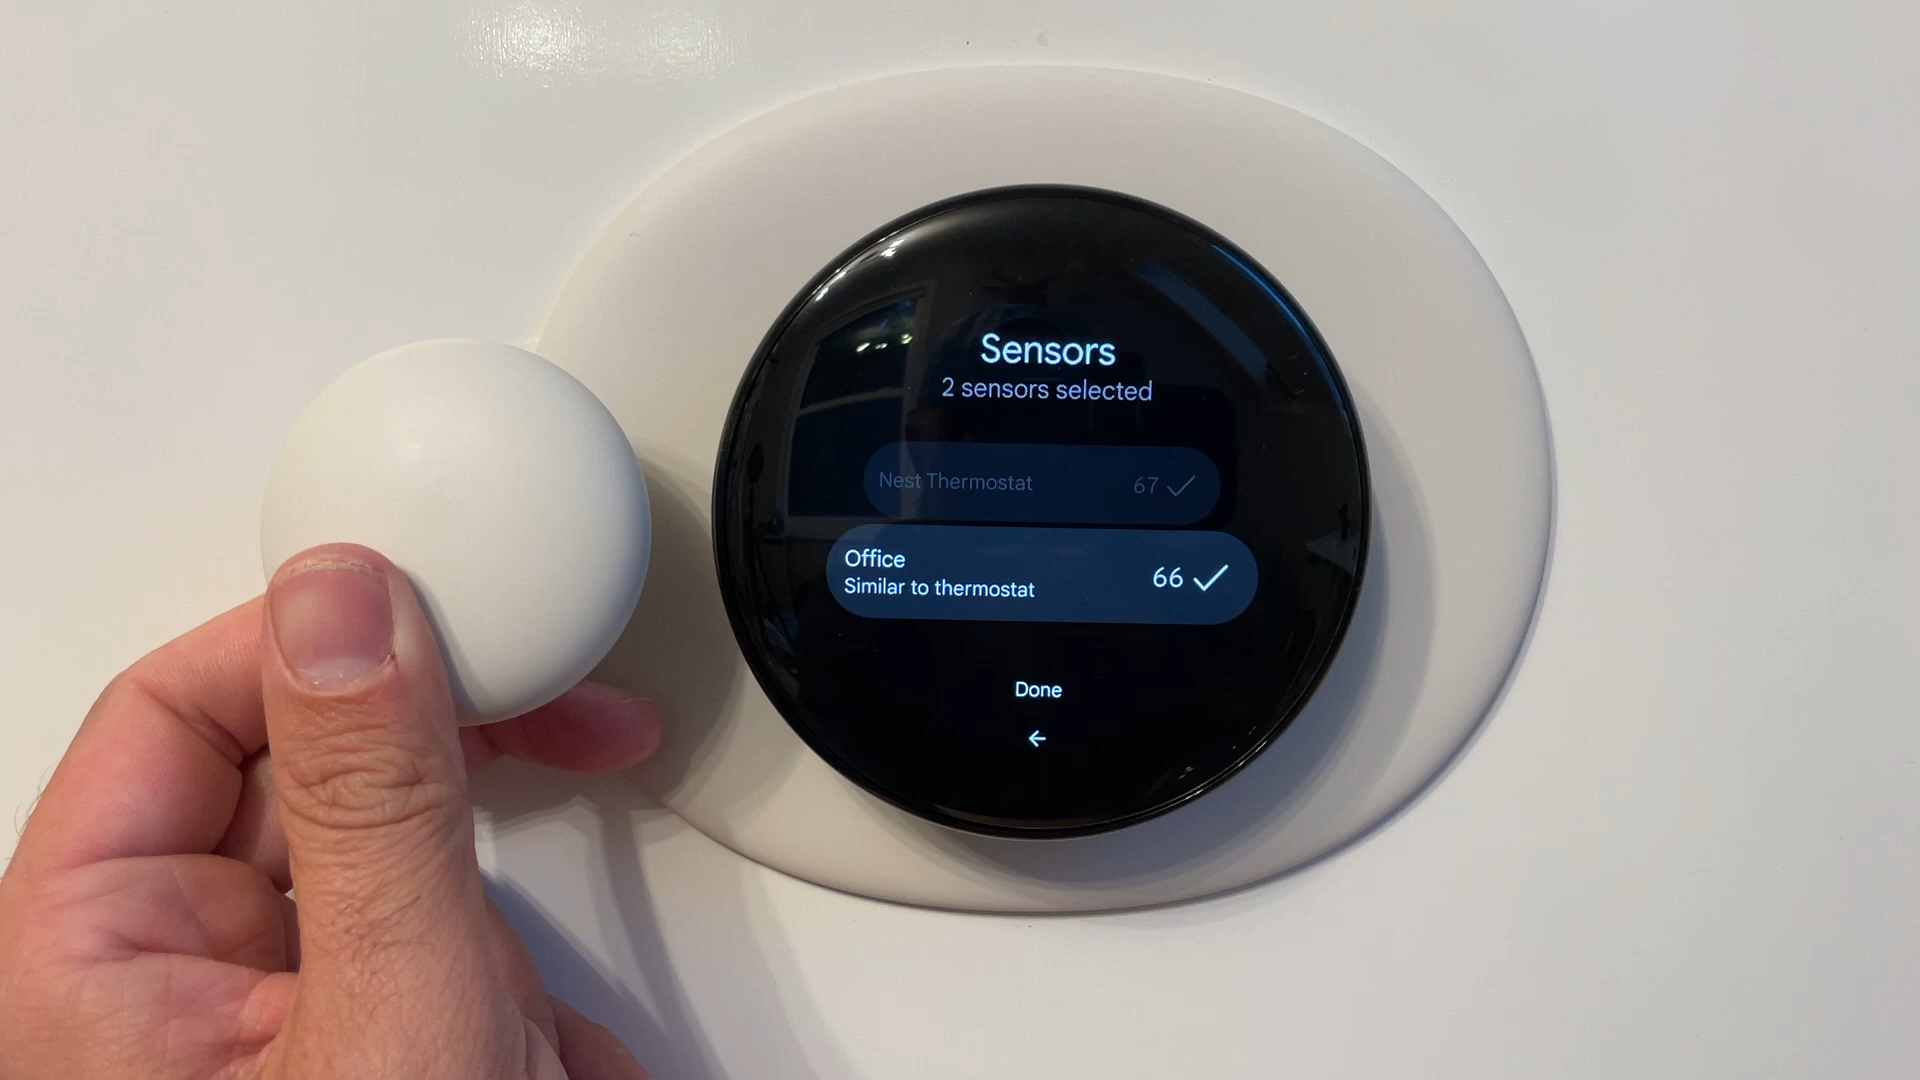 Sensors
2 sensors selected
Nest Thermostat 67
Office
Similar to thermostat 66
Done